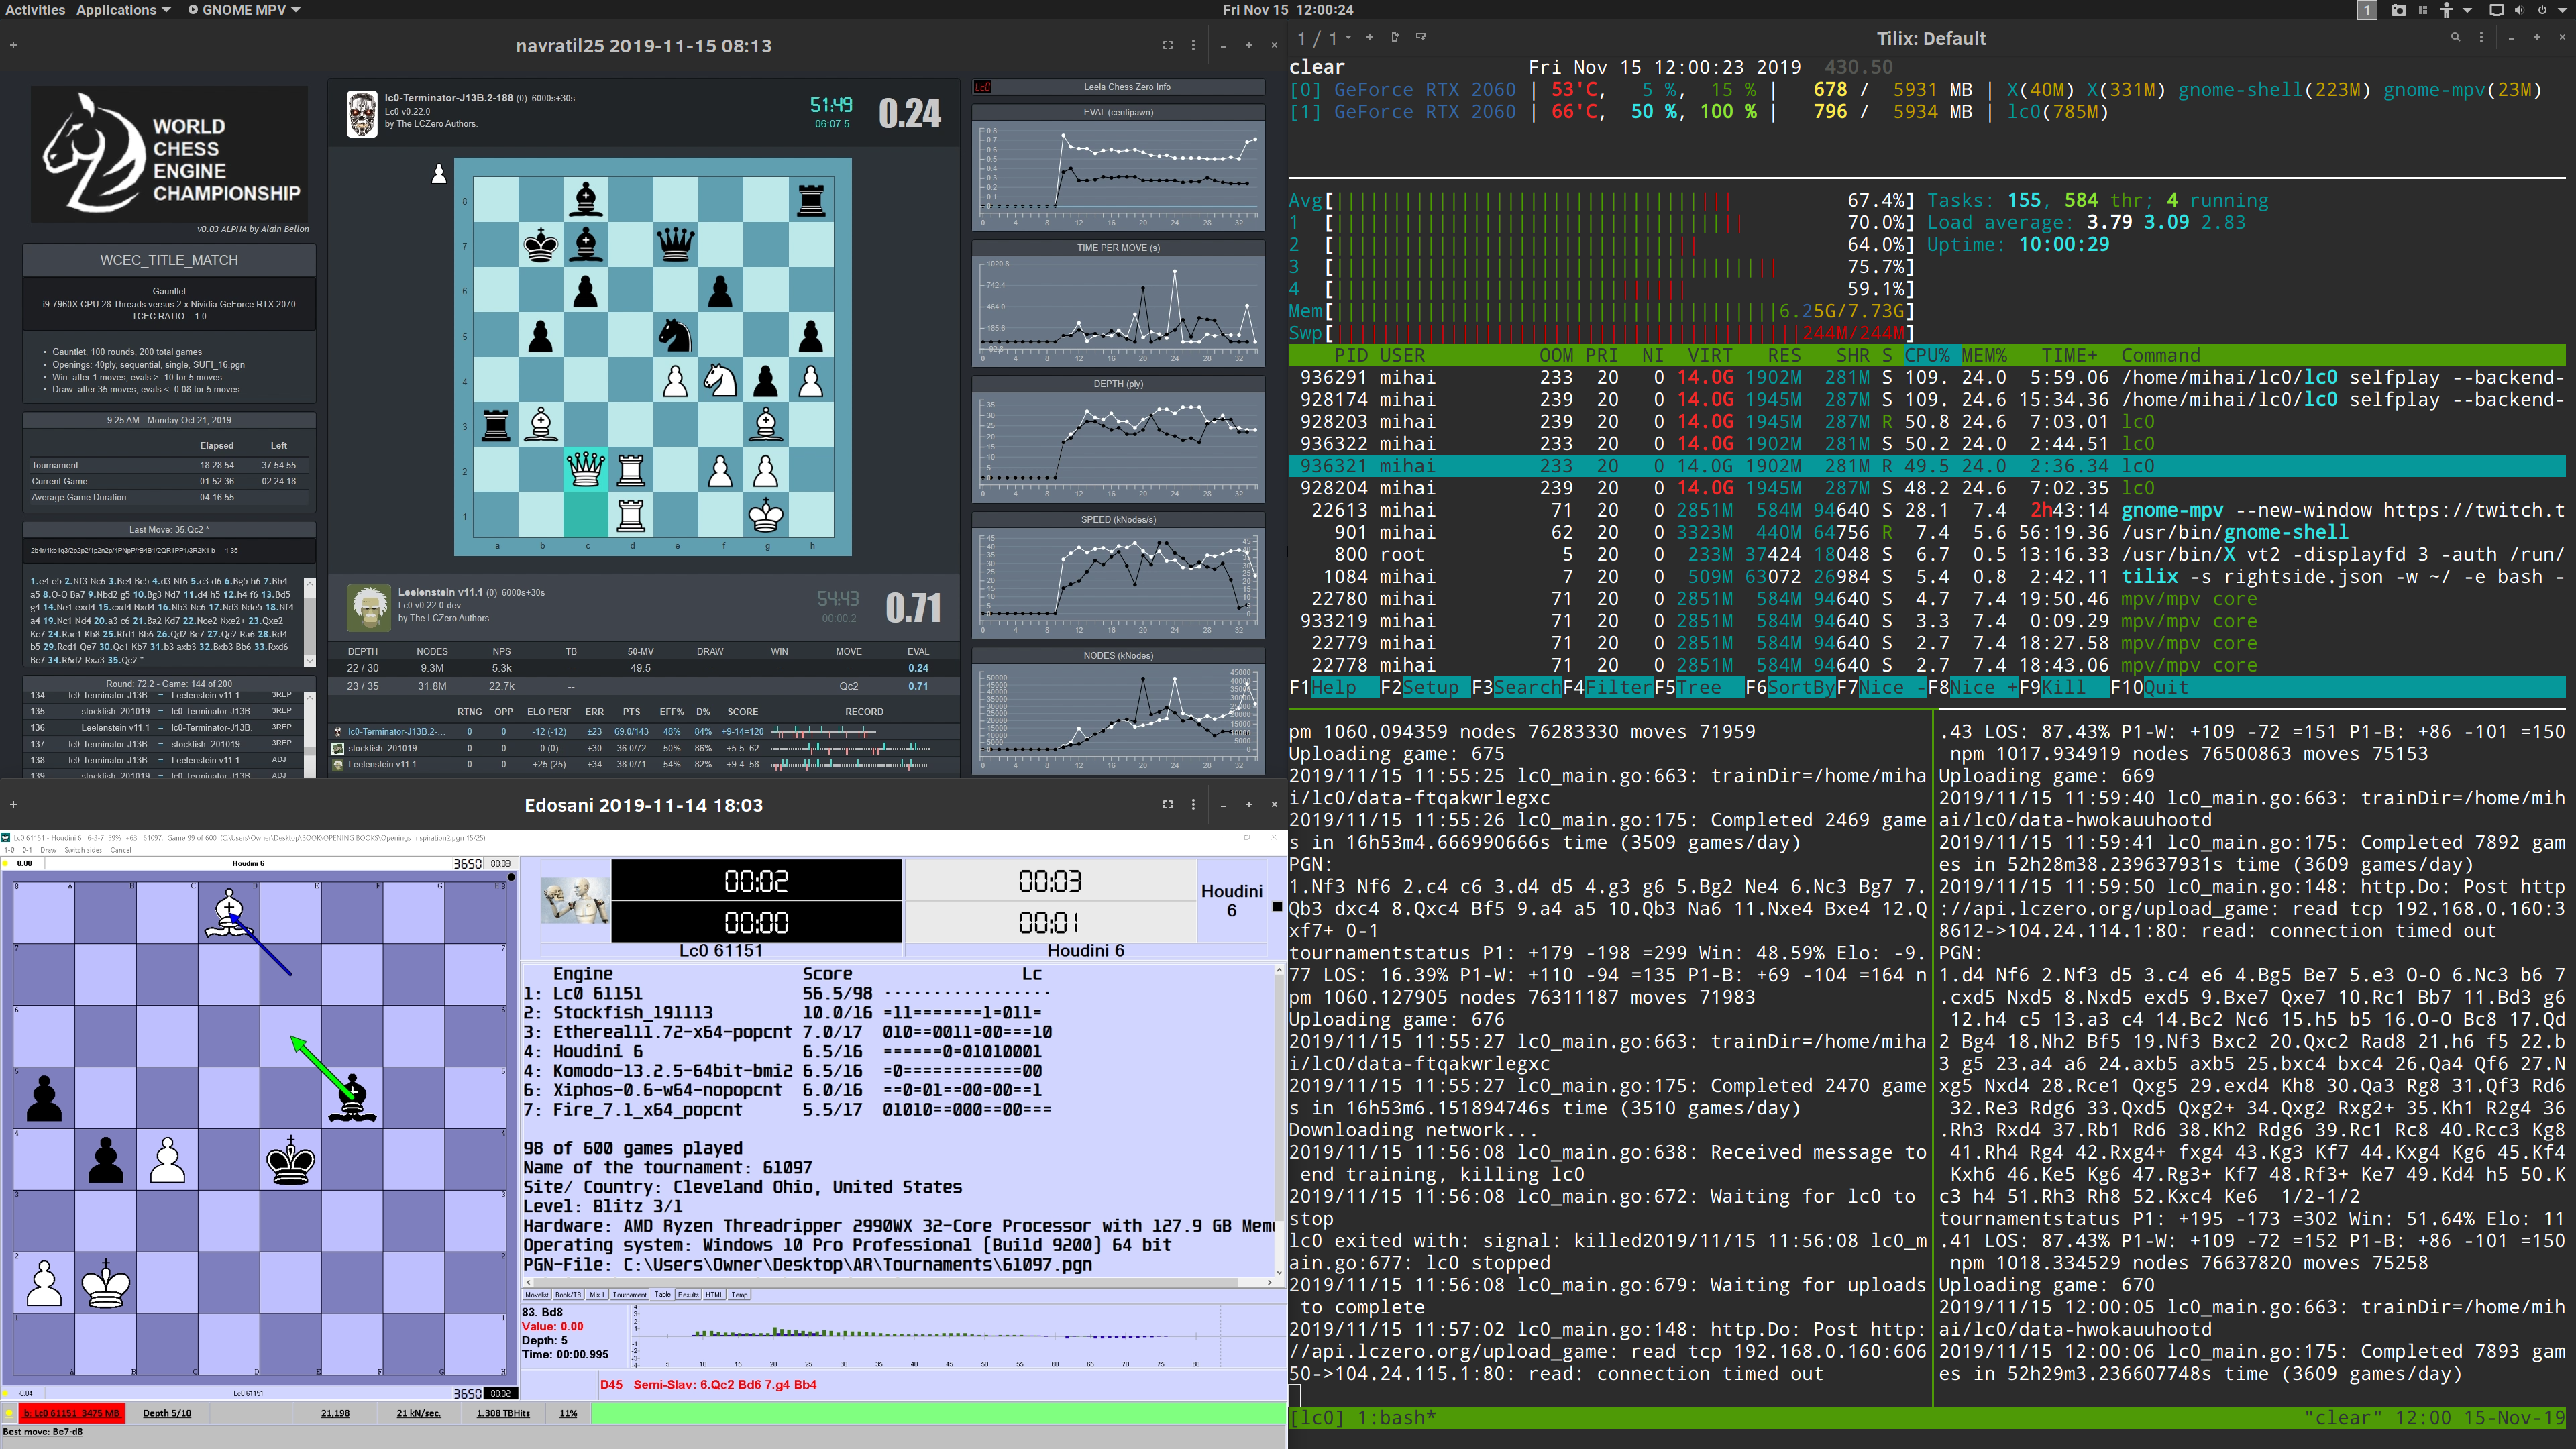 Activities Applications GNOME MPV Fri Nov 15 12:00:24 1
navratil25 2019-11-15 08:13
WORLD
CHESS
ENGINE
CHAMPIONSHIP
v0.03 ALPHA by Alain Bellon
WCEC_TITLE_MATCH
Gauntlet
i9-7960X CPU 28 Threads versus 2 x Nvidia GeForce RTX 2070
TCEC RATIO = 1.0
• Gauntlet, 100 rounds, 200 total games
• Openings: 40ply, sequential, single, SUFI_16.pgn
• Win: after 1 moves, evals >=10 for 5 moves
• Draw: after 35 moves, evals <=0.08 for 5 moves
9:25 AM - Monday Oct 21, 2019
Elapsed Left
Tournament 18:28:54 37:54:55
Current Game 01:52:36 02:24:18
Average Game Duration 04:16:55
Last Move: 35.Qc2 *
2b4r/1kb1q3/2p2p2/1p2n2p/4PNpP/rB4B1/2QR1PP1/3R2K1 b - - 1 35
1.e4 e5 2.Nf3 Nc6 3.Bc4 Bc5 4.d3 Nf6 5.c3 d6 6.Bg5 h6 7.Bh4
a5 8.O-O Ba7 9.Nbd2 g5 10.Bg3 Nd7 11.d4 h5 12.h4 f6 13.Bd5
g4 14.Ne1 exd4 15.cxd4 Nxd4 16.Nb3 Nc6 17.Nd3 Nde5 18.Nf4
a4 19.Nc1 Nd4 20.a3 c6 21.Ba2 Kd7 22.Nce2 Nxe2+ 23.Qxe2
Kc7 24.Rac1 Kb8 25.Rfd1 Bb6 26.Qd2 Bc7 27.Qc2 Ra6 28.Rd4
b5 29.Rcd1 Qe7 30.Qc1 Kb7 31.b3 axb3 32.Bxb3 Bb6 33.Rxd6
Bc7 34.R6d2 Rxa3 35.Qc2 *
Round: 72.2 - Game: 144 of 200
134 lc0-Terminator-J13B. = Leelenstein v11.1 3REP
135 stockfish_201019 = lc0-Terminator-J13B. 3REP
136 Leelenstein v11.1 = lc0-Terminator-J13B. 3REP
137 lc0-Terminator-J13B. = stockfish_201019 3REP
138 lc0-Terminator-J13B. = Leelenstein v11.1 ADJ
139 stockfish_201019 = lc0-Terminator-J13B. ADJ
lc0-Terminator-J13B.2-188 (0) 6000s+30s
Lc0 v0.22.0
by The LCZero Authors.
51:49
06:07.5
0.24
8
7
6
5
4
3
2
1
a b c d e f g h
Leelenstein v11.1 (0) 6000s+30s
Lc0 v0.22.0-dev
by The LCZero Authors.
54:43
00:00.2
0.71
DEPTH NODES NPS TB 50-MV DRAW WIN MOVE EVAL
22 / 30 9.3M 5.3k -- 49.5 -- -- - 0.24
23 / 35 31.8M 22.7k -- Qc2 0.71
RTNG OPP ELO PERF ERR PTS EFF% D% SCORE RECORD
lc0-Terminator-J13B.2-... 0 0 -12 (-12) ±23 69.0/143 48% 84% +9-14=120
stockfish_201019 0 0 0 (0) ±30 36.0/72 50% 86% +5-5=62
Leelenstein v11.1 0 0 +25 (25) ±34 38.0/71 54% 82% +9-4=58
Lc0 Leela Chess Zero Info
EVAL (centipawn)
TIME PER MOVE (s)
DEPTH (ply)
SPEED (kNodes/s)
NODES (kNodes)
Edosani 2019-11-14 18:03
Lc0 61151 - Houdini 6 6-3-7 59% +63 61097: Game 99 of 600 (C:\Users\Owner\Desktop\BOOK\OPENING BOOKS\Openings_inspiration2.pgn 15/25)
1-0 0-1 Draw Switch sides Cancel
0.00 Houdini 6 3650 00:03
-0.04 Lc0 61151 3650 00:02
00:02 00:03
00:00 00:01
Houdini
6
Lc0 61151 Houdini 6
Engine Score Lc
1: Lc0 61151 56.5/98 - - - - - - - - - - - - - - - - -
2: Stockfish_191113 10.0/16 =11=======1=011=
3: Ethereal11.72-x64-popcnt 7.0/17 010==0011=00===10
4: Houdini 6 6.5/16 ======0=01010001
4: Komodo-13.2.5-64bit-bmi2 6.5/16 =0============00
6: Xiphos-0.6-w64-nopopcnt 6.0/16 ==0=01==00=00==1
7: Fire_7.1_x64_popcnt 5.5/17 01010==000==00===
98 of 600 games played
Name of the tournament: 61097
Site/ Country: Cleveland Ohio, United States
Level: Blitz 3/1
Hardware: AMD Ryzen Threadripper 2990WX 32-Core Processor with 127.9 GB Mem
Operating system: Windows 10 Pro Professional (Build 9200) 64 bit
PGN-File: C:\Users\Owner\Desktop\AR\Tournaments\61097.pgn
Movelist Book/TB Mix 1 Tournament Table Results HTML Temp
83. Bd8
Value: 0.00
Depth: 5
Time: 00:00.995
5 10 15 20 25 30 35 40 45 50 55 60 65 70 75 80
D45 Semi-Slav: 6.Qc2 Bd6 7.g4 Bb4
b: Lc0 61151 3475 MB Depth 5/10 21,198 21 kN/sec. 1.308 TBHits 11%
Best move: Be7-d8
1 / 1 Tilix: Default
clear Fri Nov 15 12:00:23 2019 430.50
[0] GeForce RTX 2060 | 53'C, 5 %, 15 % | 678 / 5931 MB | X(40M) X(331M) gnome-shell(223M) gnome-mpv(23M)
[1] GeForce RTX 2060 | 66'C, 50 %, 100 % | 796 / 5934 MB | lc0(785M)
Avg[ 67.4%] Tasks: 155, 584 thr; 4 running
1 [ 70.0%] Load average: 3.79 3.09 2.83
2 [ 64.0%] Uptime: 10:00:29
3 [ 75.7%]
4 [ 59.1%]
Mem[ 6.25G/7.73G]
Swp[ 244M/244M]
PID USER OOM PRI NI VIRT RES SHR S CPU% MEM% TIME+ Command
936291 mihai 233 20 0 14.0G 1902M 281M S 109. 24.0 5:59.06 /home/mihai/lc0/lc0 selfplay --backend-
928174 mihai 239 20 0 14.0G 1945M 287M S 109. 24.6 15:34.36 /home/mihai/lc0/lc0 selfplay --backend-
928203 mihai 239 20 0 14.0G 1945M 287M R 50.8 24.6 7:03.01 lc0
936322 mihai 233 20 0 14.0G 1902M 281M S 50.2 24.0 2:44.51 lc0
936321 mihai 233 20 0 14.0G 1902M 281M R 49.5 24.0 2:36.34 lc0
928204 mihai 239 20 0 14.0G 1945M 287M S 48.2 24.6 7:02.35 lc0
22613 mihai 71 20 0 2851M 584M 94640 S 28.1 7.4 2h43:14 gnome-mpv --new-window https://twitch.t
901 mihai 62 20 0 3323M 440M 64756 R 7.4 5.6 56:19.36 /usr/bin/gnome-shell
800 root 5 20 0 233M 37424 18048 S 6.7 0.5 13:16.33 /usr/bin/X vt2 -displayfd 3 -auth /run/
1084 mihai 7 20 0 509M 63072 26984 S 5.4 0.8 2:42.11 tilix -s rightside.json -w ~/ -e bash -
22780 mihai 71 20 0 2851M 584M 94640 S 4.7 7.4 19:50.46 mpv/mpv core
933219 mihai 71 20 0 2851M 584M 94640 S 3.3 7.4 0:09.29 mpv/mpv core
22779 mihai 71 20 0 2851M 584M 94640 S 2.7 7.4 18:27.58 mpv/mpv core
22778 mihai 71 20 0 2851M 584M 94640 S 2.7 7.4 18:43.06 mpv/mpv core
F1Help F2Setup F3SearchF4FilterF5Tree F6SortByF7Nice -F8Nice +F9Kill F10Quit
pm 1060.094359 nodes 76283330 moves 71959
Uploading game: 675
2019/11/15 11:55:25 lc0_main.go:663: trainDir=/home/miha
i/lc0/data-ftqakwrlegxc
2019/11/15 11:55:26 lc0_main.go:175: Completed 2469 game
s in 16h53m4.666990666s time (3509 games/day)
PGN:
1.Nf3 Nf6 2.c4 c6 3.d4 d5 4.g3 g6 5.Bg2 Ne4 6.Nc3 Bg7 7.
Qb3 dxc4 8.Qxc4 Bf5 9.a4 a5 10.Qb3 Na6 11.Nxe4 Bxe4 12.Q
xf7+ 0-1
tournamentstatus P1: +179 -198 =299 Win: 48.59% Elo: -9.
77 LOS: 16.39% P1-W: +110 -94 =135 P1-B: +69 -104 =164 n
pm 1060.127905 nodes 76311187 moves 71983
Uploading game: 676
2019/11/15 11:55:27 lc0_main.go:663: trainDir=/home/miha
i/lc0/data-ftqakwrlegxc
2019/11/15 11:55:27 lc0_main.go:175: Completed 2470 game
s in 16h53m6.151894746s time (3510 games/day)
Downloading network...
2019/11/15 11:56:08 lc0_main.go:638: Received message to
end training, killing lc0
2019/11/15 11:56:08 lc0_main.go:672: Waiting for lc0 to
stop
lc0 exited with: signal: killed2019/11/15 11:56:08 lc0_m
ain.go:677: lc0 stopped
2019/11/15 11:56:08 lc0_main.go:679: Waiting for uploads
to complete
2019/11/15 11:57:02 lc0_main.go:148: http.Do: Post http:
//api.lczero.org/upload_game: read tcp 192.168.0.160:606
50->104.24.115.1:80: read: connection timed out
.43 LOS: 87.43% P1-W: +109 -72 =151 P1-B: +86 -101 =150
npm 1017.934919 nodes 76500863 moves 75153
Uploading game: 669
2019/11/15 11:59:40 lc0_main.go:663: trainDir=/home/mih
ai/lc0/data-hwokauuhootd
2019/11/15 11:59:41 lc0_main.go:175: Completed 7892 gam
es in 52h28m38.239637931s time (3609 games/day)
2019/11/15 11:59:50 lc0_main.go:148: http.Do: Post http
://api.lczero.org/upload_game: read tcp 192.168.0.160:3
8612->104.24.114.1:80: read: connection timed out
PGN:
1.d4 Nf6 2.Nf3 d5 3.c4 e6 4.Bg5 Be7 5.e3 O-O 6.Nc3 b6 7
.cxd5 Nxd5 8.Nxd5 exd5 9.Bxe7 Qxe7 10.Rc1 Bb7 11.Bd3 g6
12.h4 c5 13.a3 c4 14.Bc2 Nc6 15.h5 b5 16.O-O Bc8 17.Qd
2 Bg4 18.Nh2 Bf5 19.Nf3 Bxc2 20.Qxc2 Rad8 21.h6 f5 22.b
3 g5 23.a4 a6 24.axb5 axb5 25.bxc4 bxc4 26.Qa4 Qf6 27.N
xg5 Nxd4 28.Rce1 Qxg5 29.exd4 Kh8 30.Qa3 Rg8 31.Qf3 Rd6
32.Re3 Rdg6 33.Qxd5 Qxg2+ 34.Qxg2 Rxg2+ 35.Kh1 R2g4 36
.Rh3 Rxd4 37.Rb1 Rd6 38.Kh2 Rdg6 39.Rc1 Rc8 40.Rcc3 Kg8
41.Rh4 Rg4 42.Rxg4+ fxg4 43.Kg3 Kf7 44.Kxg4 Kg6 45.Kf4
Kxh6 46.Ke5 Kg6 47.Rg3+ Kf7 48.Rf3+ Ke7 49.Kd4 h5 50.K
c3 h4 51.Rh3 Rh8 52.Kxc4 Ke6 1/2-1/2
tournamentstatus P1: +195 -173 =302 Win: 51.64% Elo: 11
.41 LOS: 87.43% P1-W: +109 -72 =152 P1-B: +86 -101 =150
npm 1018.334529 nodes 76637820 moves 75258
Uploading game: 670
2019/11/15 12:00:05 lc0_main.go:663: trainDir=/home/mih
ai/lc0/data-hwokauuhootd
2019/11/15 12:00:06 lc0_main.go:175: Completed 7893 gam
es in 52h29m3.236607748s time (3609 games/day)
[lc0] 1:bash* "clear" 12:00 15-Nov-19